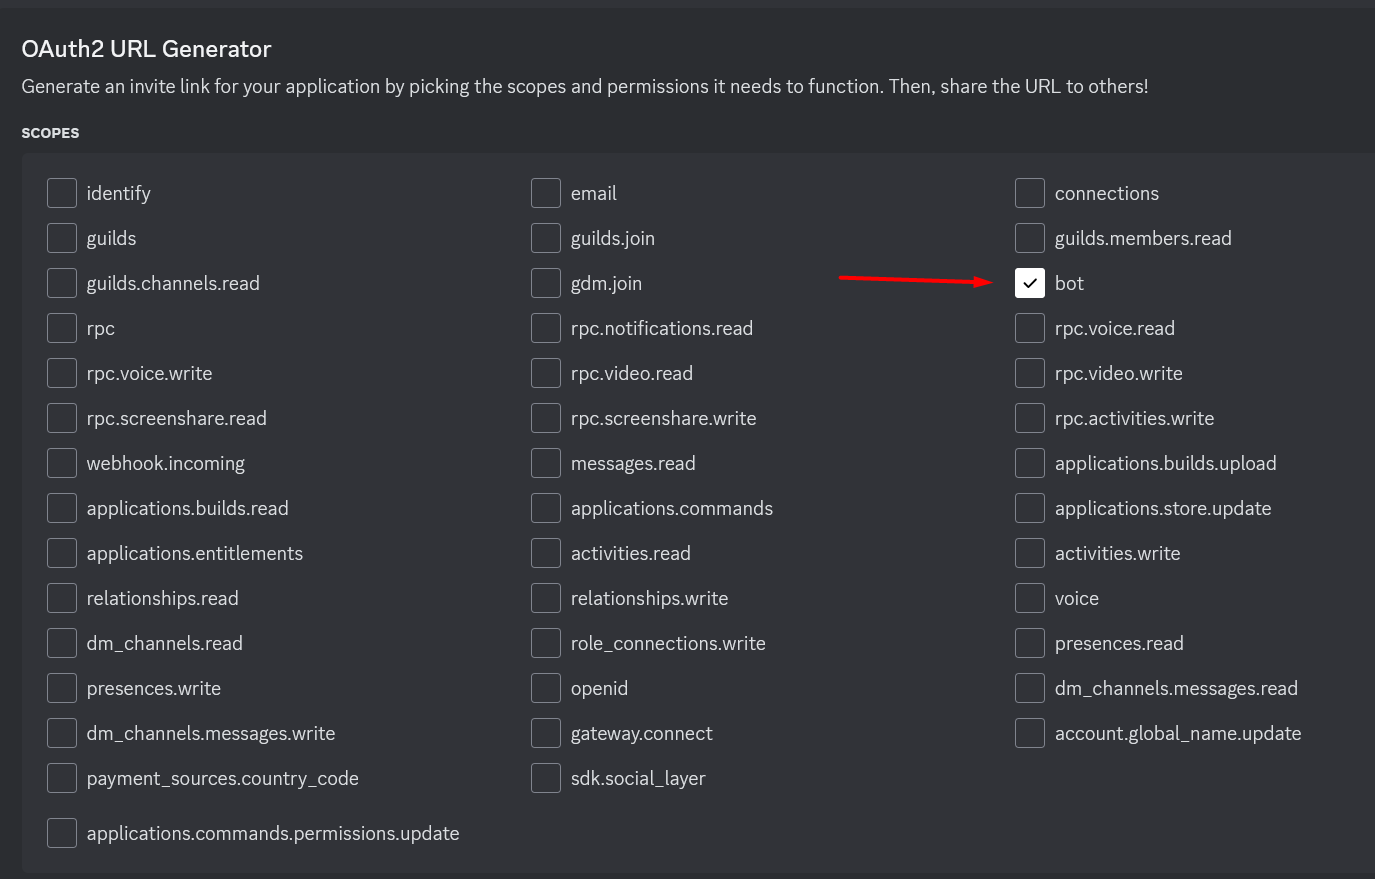 OAuth2 URL Generator
Generate an invite link for your application by picking the scopes and permissions it needs to function. Then, share the URL to others!
SCOPES
identify
email
connections
guilds
guilds.join
guilds.members.read
guilds.channels.read
gdm.join
bot
rpc
rpc.notifications.read
rpc.voice.read
rpc.voice.write
rpc.video.read
rpc.video.write
rpc.screenshare.read
rpc.screenshare.write
rpc.activities.write
webhook.incoming
messages.read
applications.builds.upload
applications.builds.read
applications.commands
applications.store.update
applications.entitlements
activities.read
activities.write
relationships.read
relationships.write
voice
dm_channels.read
role_connections.write
presences.read
presences.write
openid
dm_channels.messages.read
dm_channels.messages.write
gateway.connect
account.global_name.update
payment_sources.country_code
sdk.social_layer
applications.commands.permissions.update